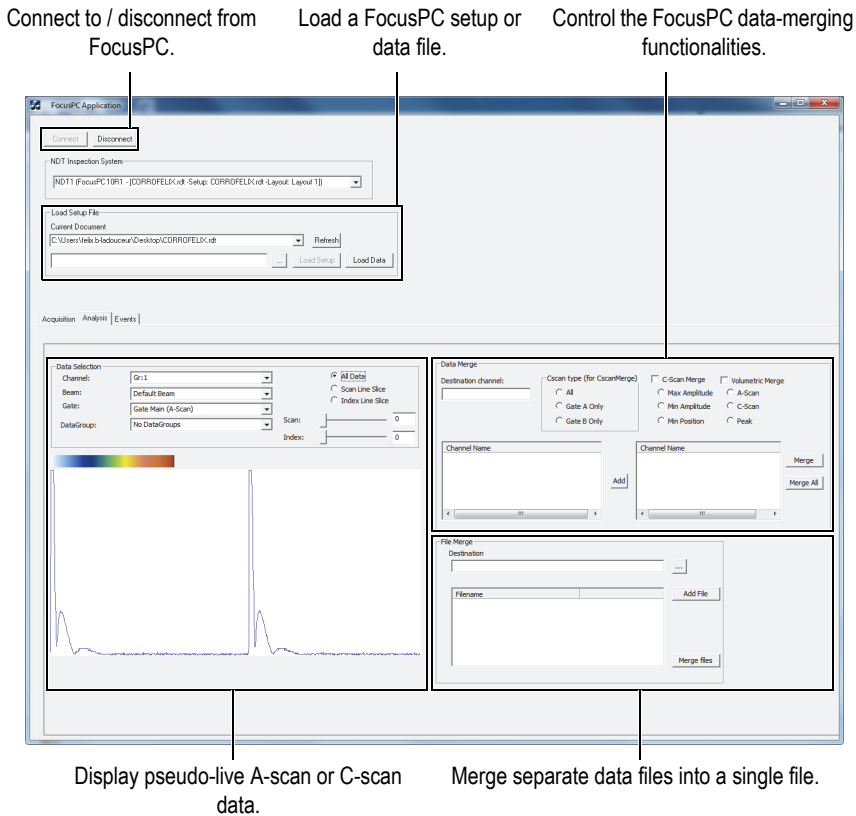 Connect to / disconnect from
FocusPC.
Load a FocusPC setup or
data file.
Control the FocusPC data-merging
functionalities.
FocusPC Application
Connect
Disconnect
NDT Inspection System
NDT1 (FocusPC10R1 - [CORROFELIX.rdt -Setup: CORROFELIX.rdt -Layout: Layout 1])
Load Setup File
Current Document
C:\Users\felix.b-ladouceur\Desktop\CORROFELIX.rdt
Refresh
...
Load Setup
Load Data
Acquisition
Analysis
Events
Data Selection
Channel:
Gr:1
Beam:
Default Beam
Gate:
Gate Main (A-Scan)
DataGroup:
No DataGroups
All Data
Scan Line Slice
Index Line Slice
Scan:
0
Index:
0
Data Merge
Destination channel:
Cscan type (for CscanMerge)
All
Gate A Only
Gate B Only
C-Scan Merge
Max Amplitude
Min Amplitude
Min Position
Volumetric Merge
A-Scan
C-Scan
Peak
Channel Name
Add
Channel Name
Merge
Merge All
File Merge
Destination
...
Filename
Add File
Merge files
Display pseudo-live A-scan or C-scan
data.
Merge separate data files into a single file.